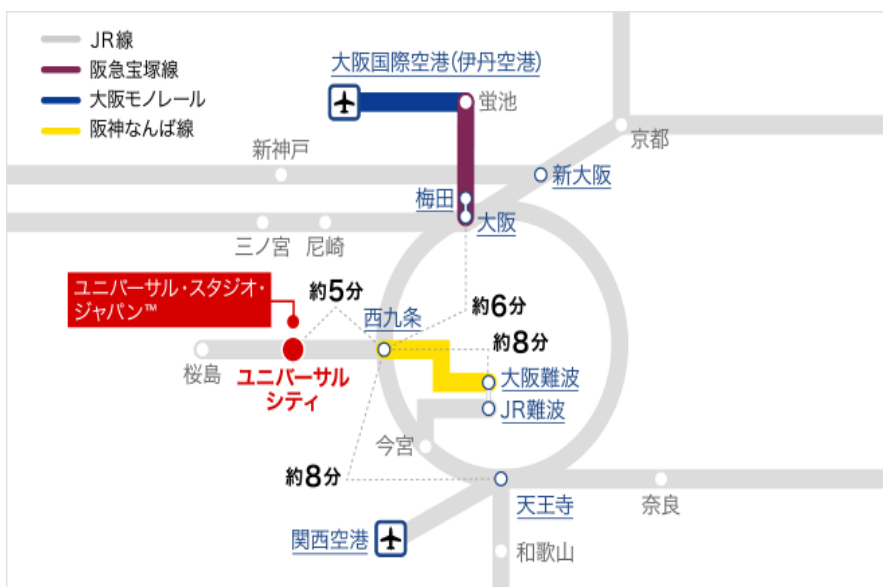 JR線
阪急宝塚線
大阪モノレール
阪神なんば線
大阪国際空港(伊丹空港)
蛍池
京都
新神戸
新大阪
梅田
大阪
三ノ宮
尼崎
ユニバーサル・スタジオ・
ジャパン™
約5分
西九条
約6分
約8分
桜島
ユニバーサル
シティ
大阪難波
JR難波
今宮
約8分
天王寺
奈良
関西空港
和歌山